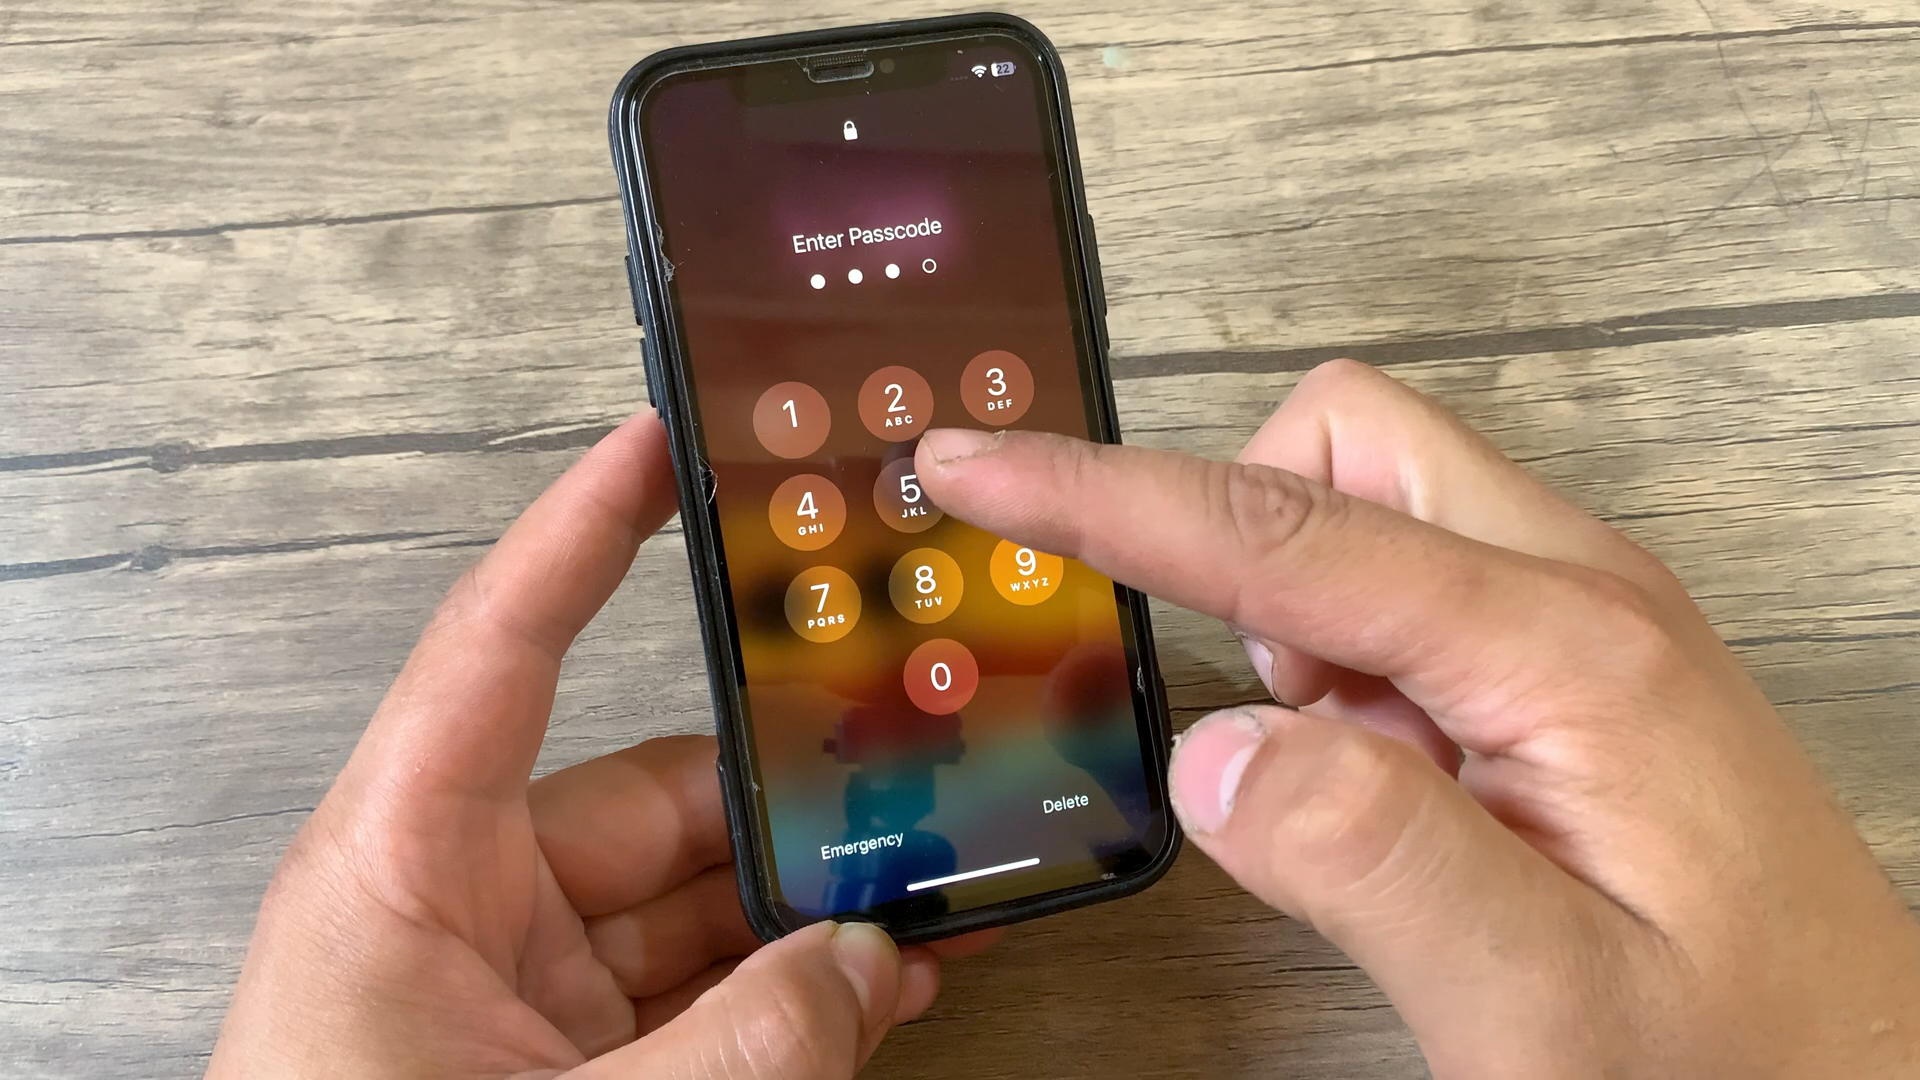 22
Enter Passcode
1
2
ABC
3
DEF
4
GHI
5
JKL
7
PQRS
8
TUV
9
WXYZ
0
Emergency
Delete